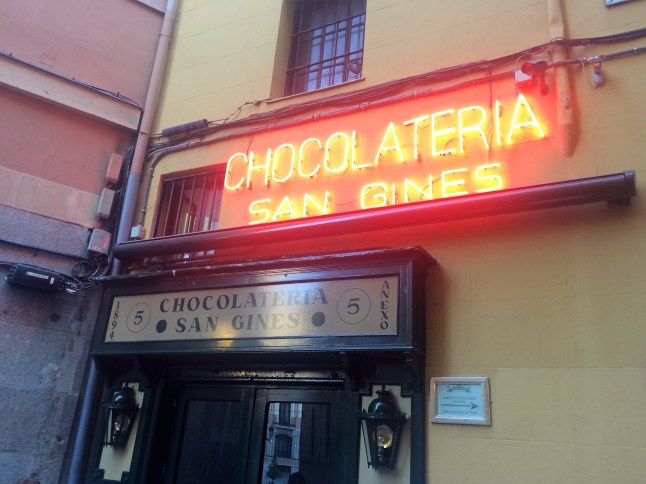 CHOCOLATERIA
SAN GINES
1894
5
CHOCOLATERIA
SAN GINES
5
ANEXO